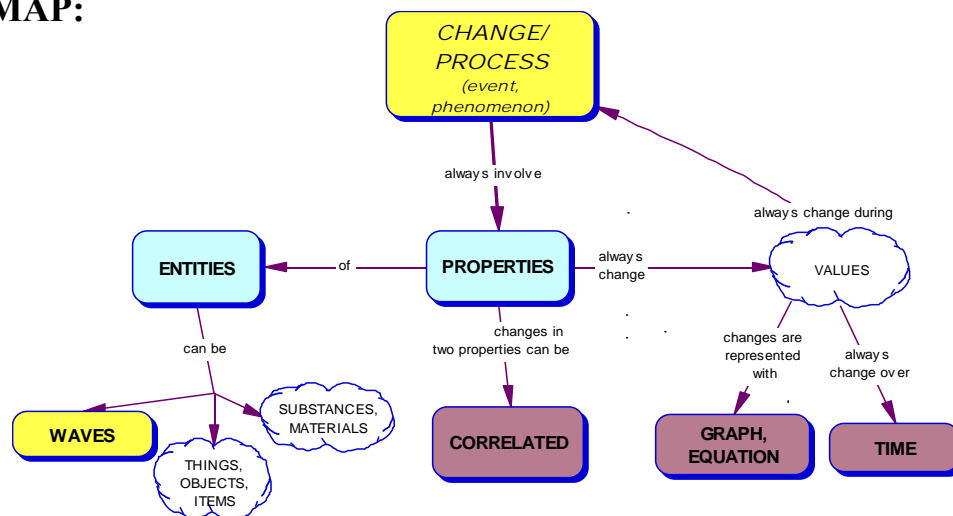 MAP:
CHANGE/
PROCESS
(event,
phenomenon)
always involve
always change during
ENTITIES
of
PROPERTIES
always
change
VALUES
can be
changes in
two properties can be
changes are
represented
with
always
change over
WAVES
SUBSTANCES,
MATERIALS
THINGS,
OBJECTS,
ITEMS
CORRELATED
GRAPH,
EQUATION
TIME